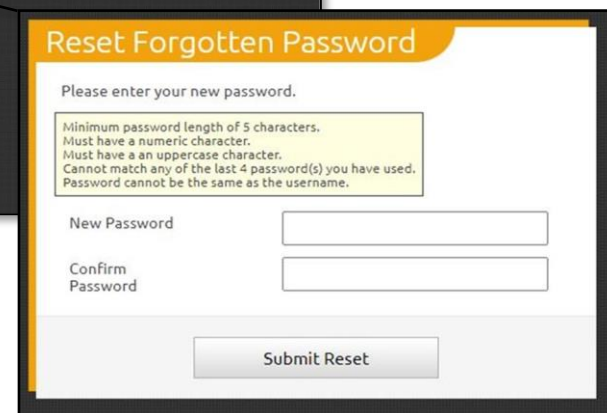 Reset Forgotten Password
Please enter your new password.
Minimum password length of 5 characters.
Must have a numeric character.
Must have a an uppercase character.
Cannot match any of the last 4 password(s) you have used.
Password cannot be the same as the username.
New Password
Confirm
Password
Submit Reset